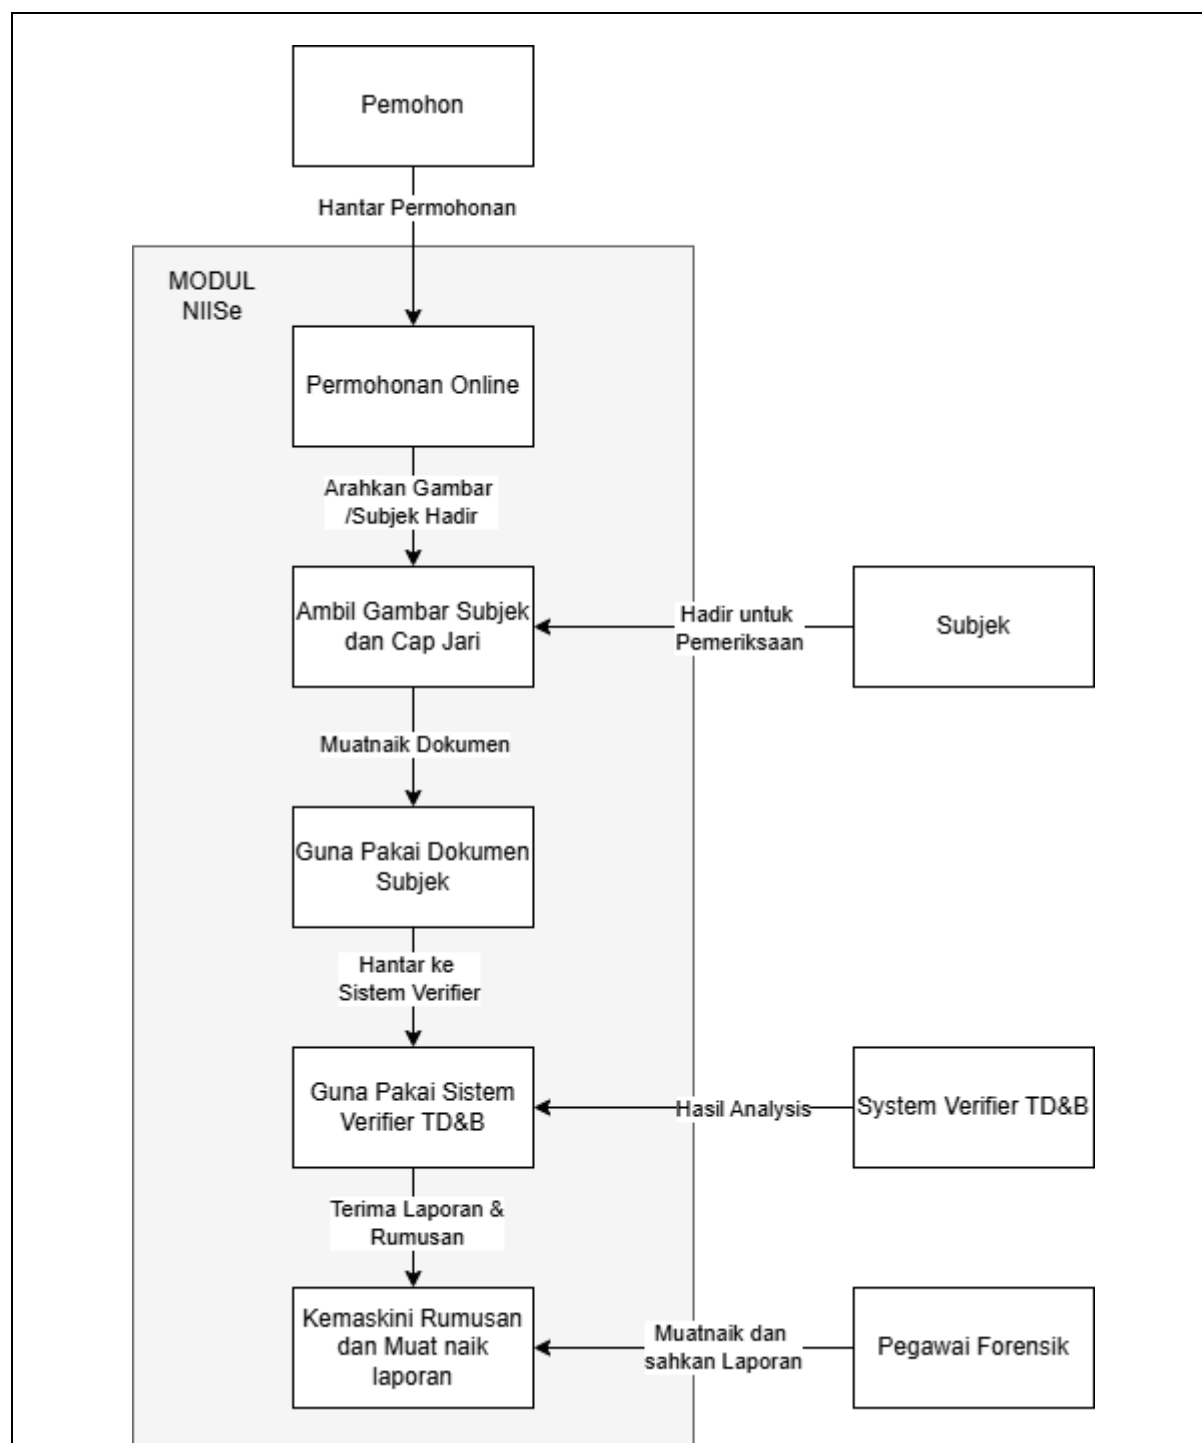 Pemohon
Hantar Permohonan
MODUL
NIISe
Permohonan Online
Arahkan Gambar
/Subjek Hadir
Ambil Gambar Subjek
dan Cap Jari
Hadir untuk
Pemeriksaan
Subjek
Muatnaik Dokumen
Guna Pakai Dokumen
Subjek
Hantar ke
Sistem Verifier
Guna Pakai Sistem
Verifier TD&B
Hasil Analysis
System Verifier TD&B
Terima Laporan &
Rumusan
Kemaskini Rumusan
dan Muat naik
laporan
Muatnaik dan
sahkan Laporan
Pegawai Forensik